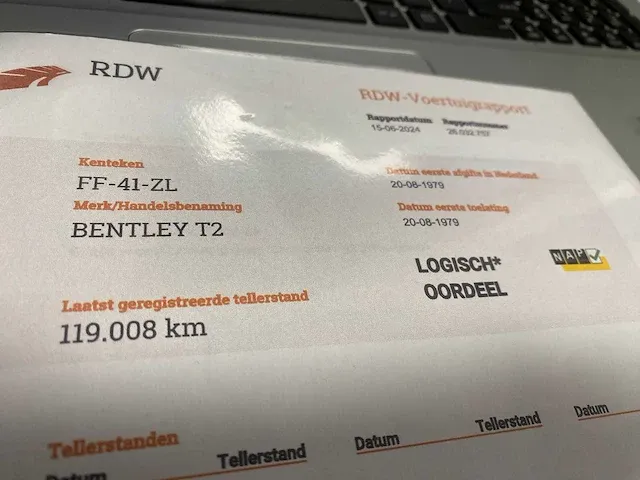 RDW
RDW-Voertuigrapport
Rapportdatum Rapportnummer
15-06-2024
Kenteken
FF-41-ZL
Datum eerste afgifte in Nederland
20-08-1979
Merk/Handelsbenaming
BENTLEY T2
Datum eerste toelating
20-08-1979
LOGISCH*
OORDEEL
NAP
Laatst geregistreerde tellerstand
119.008 km
Tellerstanden
Datum Tellerstand Datum Tellerstand Datum